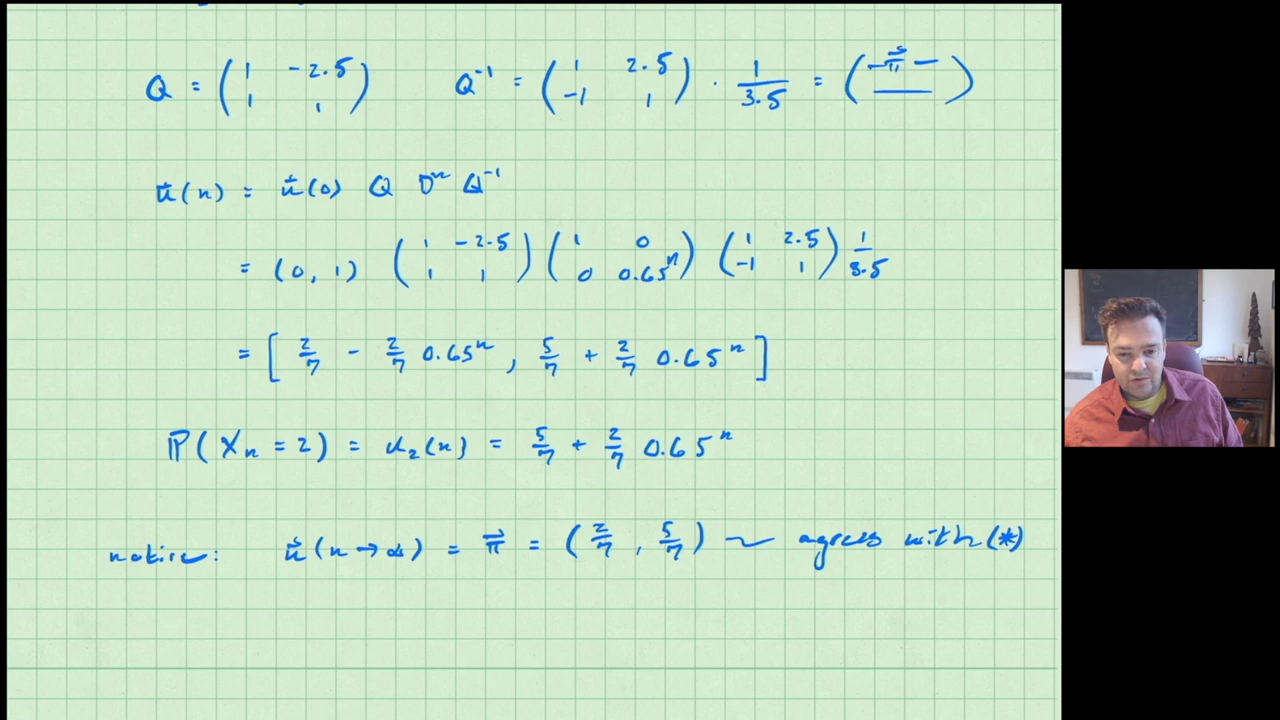 Q = ( 1 -2.5 ; 1 1 )   Q⁻¹ = ( 1 2.5 ; -1 1 ) · 1/3.5 = ( — π⃗ — ; —— )
u⃗(n) = u⃗(0) Q Dⁿ Q⁻¹
= (0, 1) ( 1 -2.5 ; 1 1 ) ( 1 0 ; 0 0.65ⁿ ) ( 1 2.5 ; -1 1 ) 1/3.5
= [ 2/7 - 2/7 0.65ⁿ , 5/7 + 2/7 0.65ⁿ ]
ℙ( Xₙ = 2 ) = u₂(n) = 5/7 + 2/7 0.65ⁿ
notice: u⃗(n → ∞) = π⃗ = ( 2/7 , 5/7 ) ~ agrees with (*)